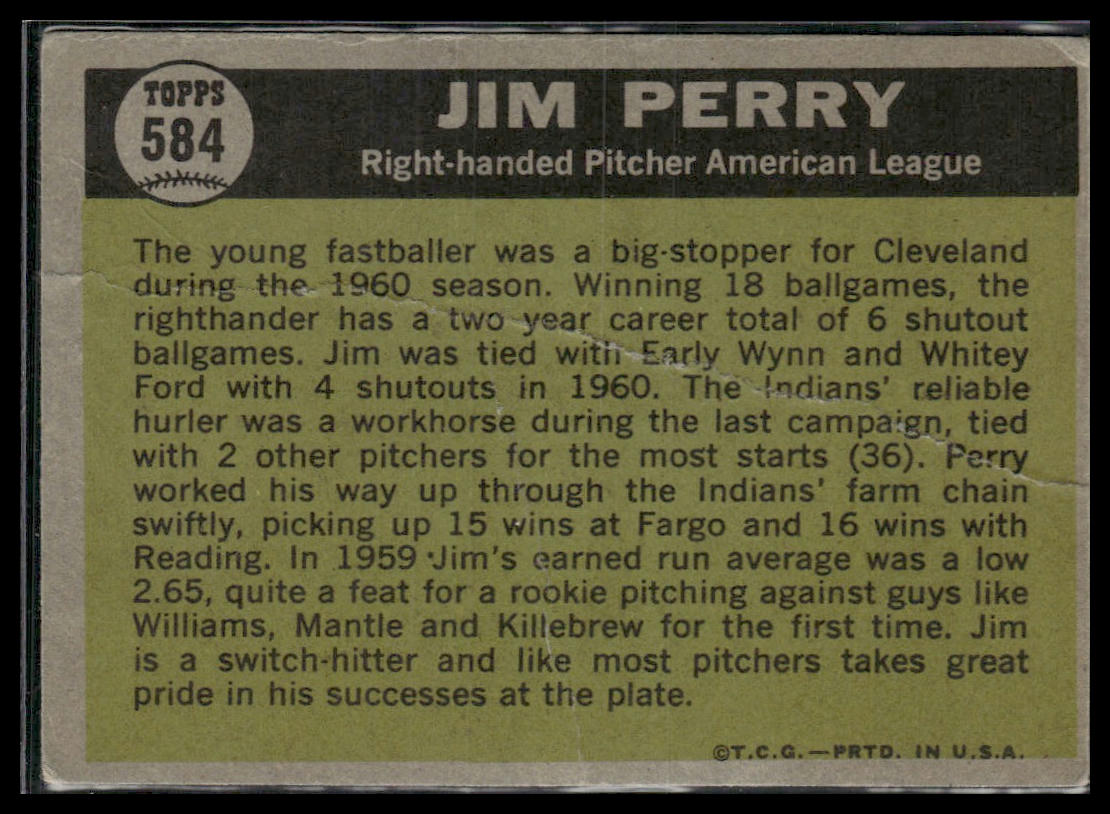 TOPPS
584
JIM PERRY
Right-handed Pitcher American League
The young fastballer was a big-stopper for Cleveland
during the 1960 season. Winning 18 ballgames, the
righthander has a two year career total of 6 shutout
ballgames. Jim was tied with Early Wynn and Whitey
Ford with 4 shutouts in 1960. The Indians' reliable
hurler was a workhorse during the last campaign, tied
with 2 other pitchers for the most starts (36). Perry
worked his way up through the Indians' farm chain
swiftly, picking up 15 wins at Fargo and 16 wins with
Reading. In 1959 Jim's earned run average was a low
2.65, quite a feat for a rookie pitching against guys like
Williams, Mantle and Killebrew for the first time. Jim
is a switch-hitter and like most pitchers takes great
pride in his successes at the plate.
©T.C.G.—PRTD. IN U.S.A.